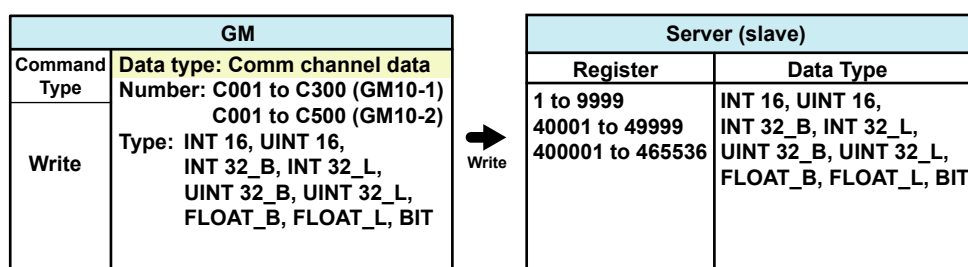 GM
Command
Type
Data type: Comm channel data
Number: C001 to C300 (GM10-1)
C001 to C500 (GM10-2)
Write
Type: INT 16, UINT 16,
INT 32_B, INT 32_L,
UINT 32_B, UINT 32_L,
FLOAT_B, FLOAT_L, BIT
Write
Server (slave)
Register
Data Type
1 to 9999
40001 to 49999
400001 to 465536
INT 16, UINT 16,
INT 32_B, INT 32_L,
UINT 32_B, UINT 32_L,
FLOAT_B, FLOAT_L, BIT